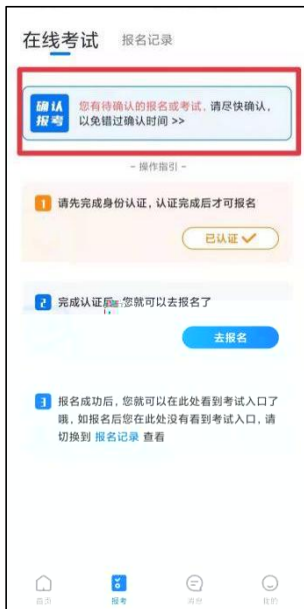 在线考试 报名记录
确认 您有待确认的报名或考试，请尽快确认，
报考 以免错过确认时间 >>
- 操作指引 -
1 请先完成身份认证，认证完成后才可报名
已认证
2 完成认证后，您就可以去报名了
去报名
3 报名成功后，您就可以在此处看到考试入口了
哦，如报名后您在此处没有看到考试入口，请
切换到 报名记录 查看
首页 报考 消息 我的